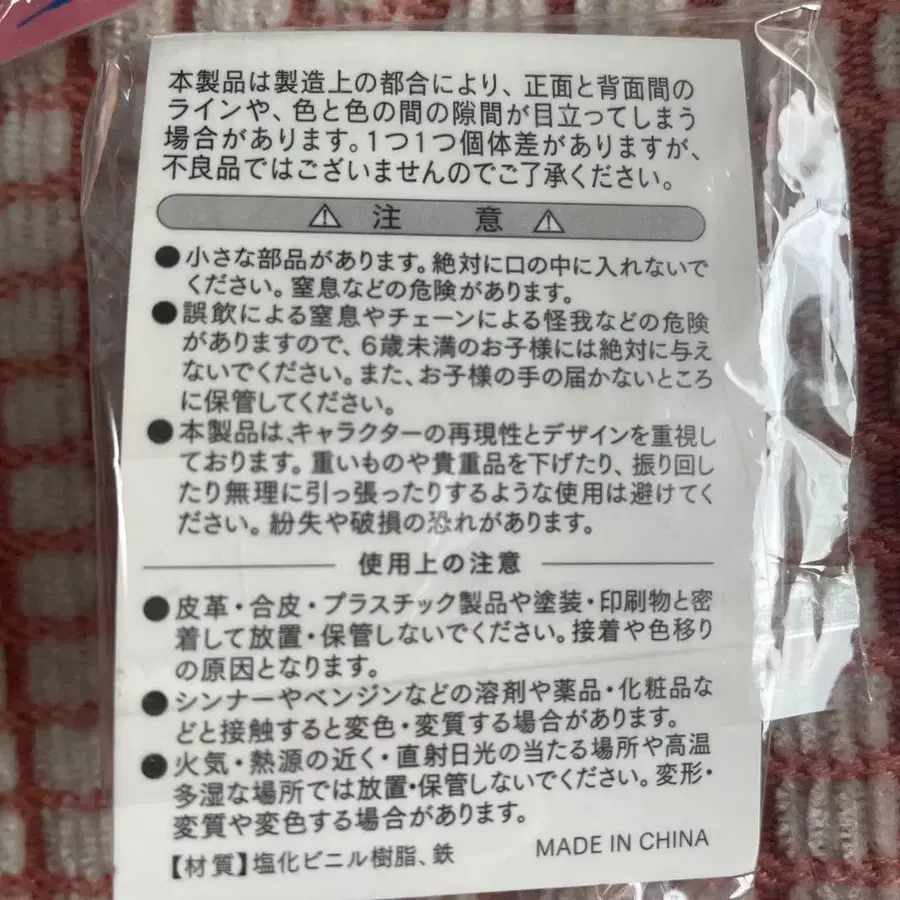 本製品は製造上の都合により、正面と背面間の
ラインや、色と色の間の隙間が目立ってしまう
場合があります。1つ1つ個体差がありますが、
不良品ではございませんのでご了承ください。
⚠ 注 意 ⚠
●小さな部品があります。絶対に口の中に入れないで
ください。窒息などの危険があります。
●誤飲による窒息やチェーンによる怪我などの危険
がありますので、6歳未満のお子様には絶対に与え
ないでください。また、お子様の手の届かないところ
に保管してください。
●本製品は、キャラクターの再現性とデザインを重視し
ております。重いものや貴重品を下げたり、振り回し
たり無理に引っ張ったりするような使用は避けてく
ださい。紛失や破損の恐れがあります。
使用上の注意
●皮革・合皮・プラスチック製品や塗装・印刷物と密
着して放置・保管しないでください。接着や色移り
の原因となります。
●シンナーやベンジンなどの溶剤や薬品・化粧品な
どと接触すると変色・変質する場合があります。
●火気・熱源の近く・直射日光の当たる場所や高温
多湿な場所では放置・保管しないでください。変形・
変質や変色する場合があります。
【材質】塩化ビニル樹脂、鉄 MADE IN CHINA